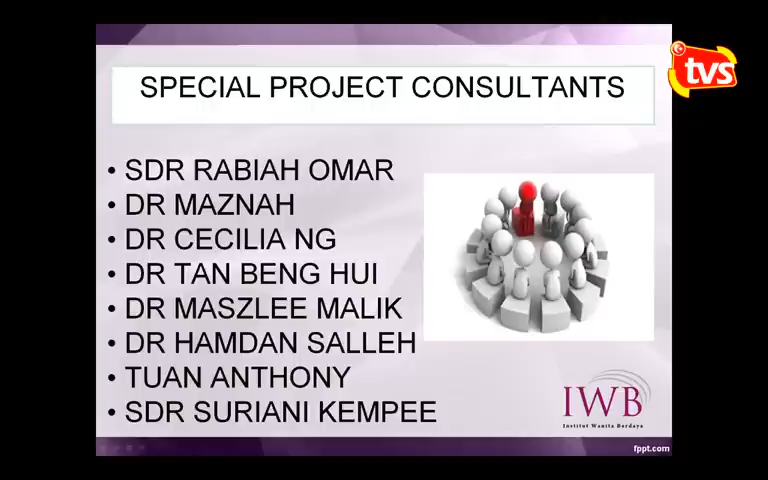 tvs
SPECIAL PROJECT CONSULTANTS
• SDR RABIAH OMAR
• DR MAZNAH
• DR CECILIA NG
• DR TAN BENG HUI
• DR MASZLEE MALIK
• DR HAMDAN SALLEH
• TUAN ANTHONY
• SDR SURIANI KEMPEE
IWB
Institut Wanita Berdaya
fppt.com